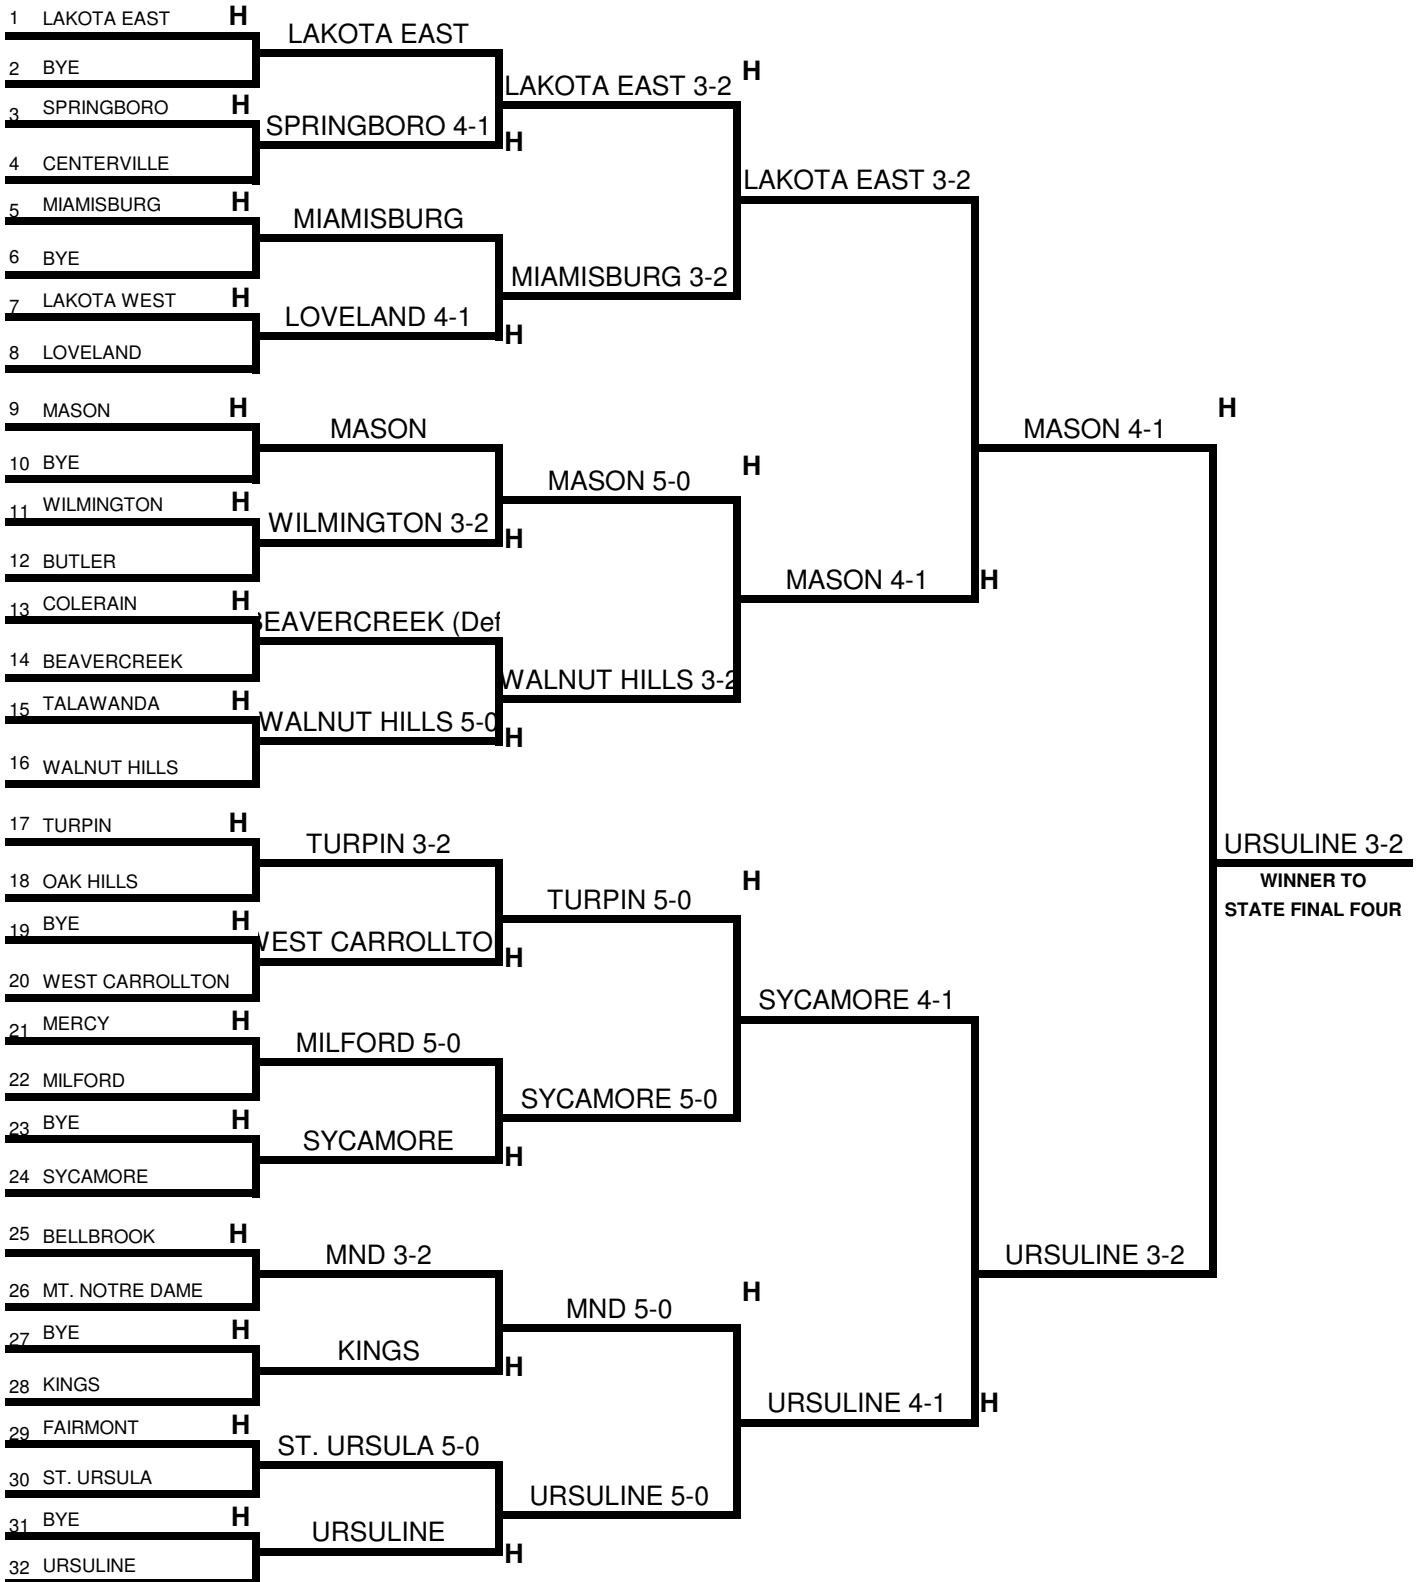 1 LAKOTA EAST H
2 BYE
3 SPRINGBORO H
4 CENTERVILLE
5 MIAMISBURG H
6 BYE
7 LAKOTA WEST H
8 LOVELAND
9 MASON H
10 BYE
11 WILMINGTON H
12 BUTLER
13 COLERAIN H
14 BEAVERCREEK
15 TALAWANDA H
16 WALNUT HILLS
17 TURPIN H
18 OAK HILLS
19 BYE H
20 WEST CARROLLTON
21 MERCY H
22 MILFORD
23 BYE H
24 SYCAMORE
25 BELLBROOK H
26 MT. NOTRE DAME
27 BYE H
28 KINGS
29 FAIRMONT H
30 ST. URSULA
31 BYE H
32 URSULINE
LAKOTA EAST
SPRINGBORO 4-1 H
MIAMISBURG
LOVELAND 4-1 H
MASON
WILMINGTON 3-2 H
BEAVERCREEK (Def
WALNUT HILLS 5-0 H
TURPIN 3-2
WEST CARROLLTO H
MILFORD 5-0
SYCAMORE H
MND 3-2
KINGS H
ST. URSULA 5-0
URSULINE H
LAKOTA EAST 3-2 H
MIAMISBURG 3-2
MASON 5-0 H
WALNUT HILLS 3-2
TURPIN 5-0 H
SYCAMORE 5-0
MND 5-0 H
URSULINE 5-0
LAKOTA EAST 3-2
MASON 4-1 H
SYCAMORE 4-1
URSULINE 4-1 H
MASON 4-1 H
URSULINE 3-2
URSULINE 3-2
WINNER TO
STATE FINAL FOUR